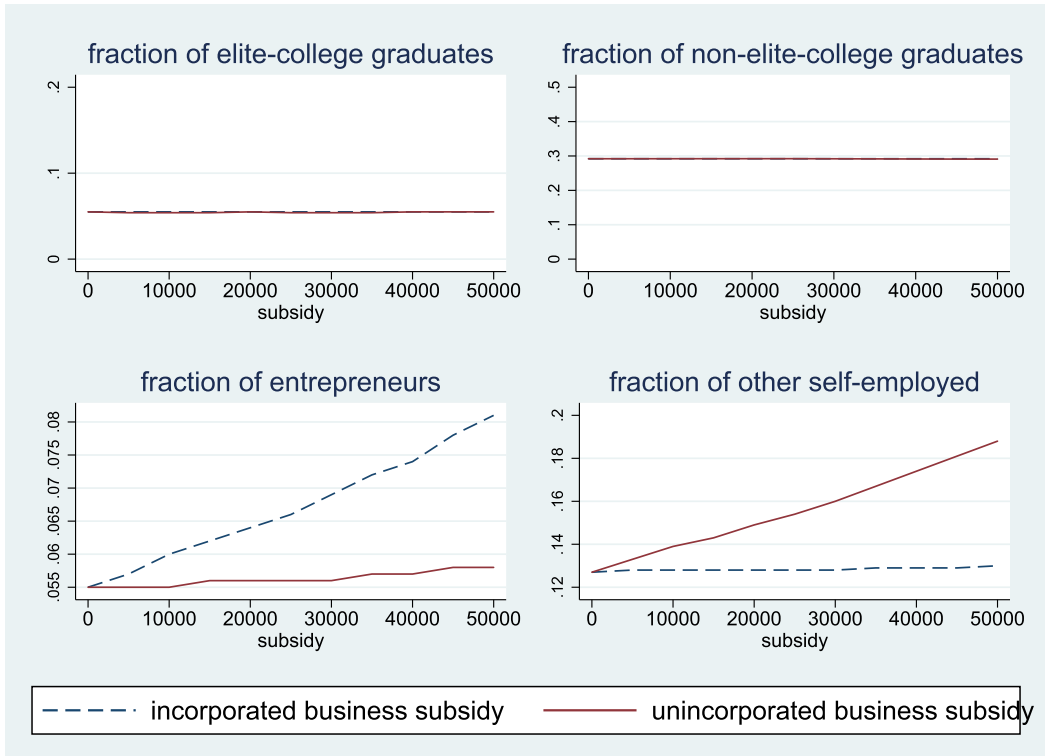 fraction of elite-college graduates
.2
.1
0
0 10000 20000 30000 40000 50000
subsidy
fraction of non-elite-college graduates
.5
.4
.3
.2
.1
0
0 10000 20000 30000 40000 50000
subsidy
fraction of entrepreneurs
.08
.075
.07
.065
.06
.055
0 10000 20000 30000 40000 50000
subsidy
fraction of other self-employed
.2
.18
.16
.14
.12
0 10000 20000 30000 40000 50000
subsidy
incorporated business subsidy unincorporated business subsidy